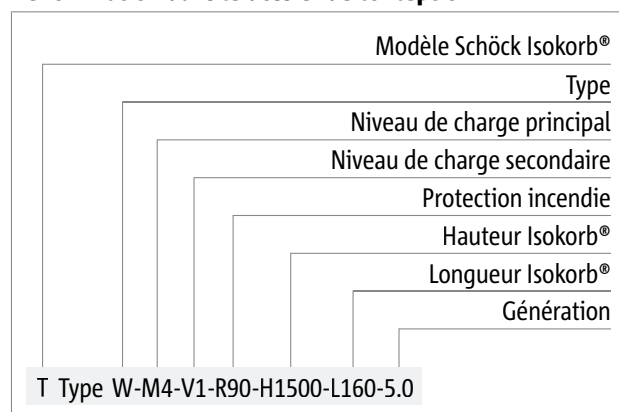 Modèle Schöck Isokorb®
Type
Niveau de charge principal
Niveau de charge secondaire
Protection incendie
Hauteur Isokorb®
Longueur Isokorb®
Génération
T Type W-M4-V1-R90-H1500-L160-5.0